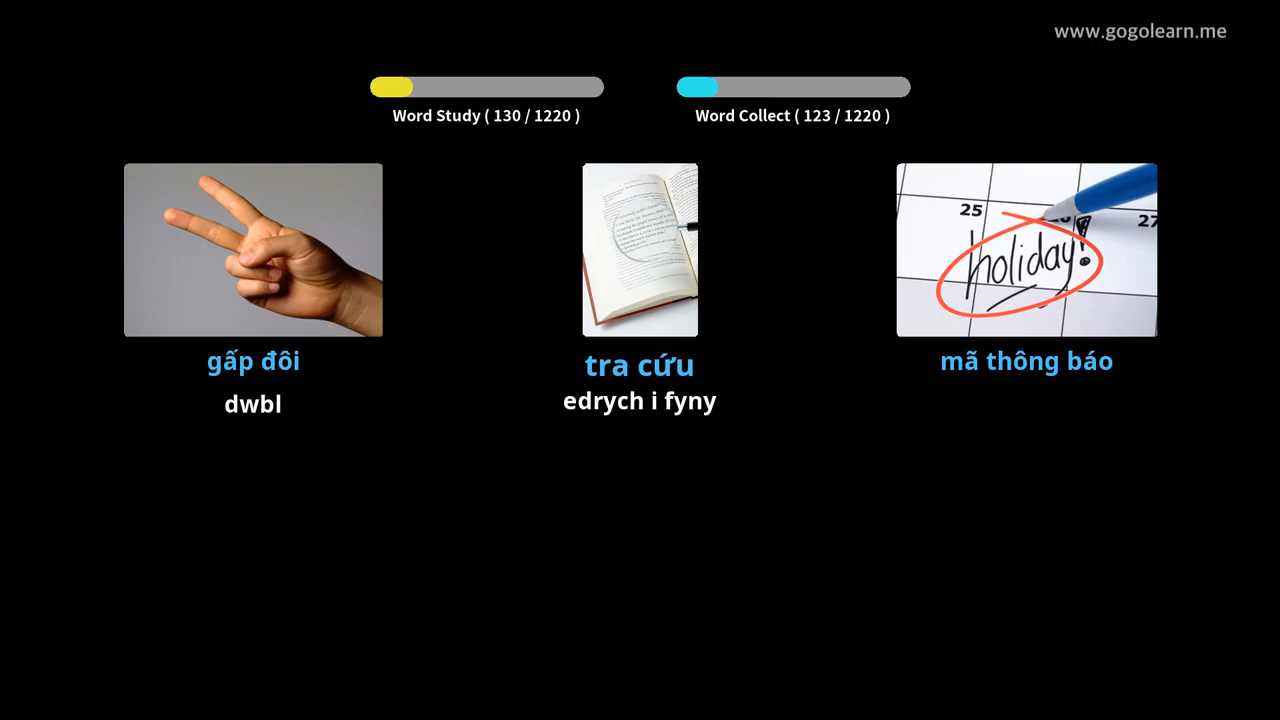 www.gogolearn.me
Word Study ( 130 / 1220 )
Word Collect ( 123 / 1220 )
25
27
holiday!
gấp đôi
tra cứu
mã thông báo
dwbl
edrych i fyny